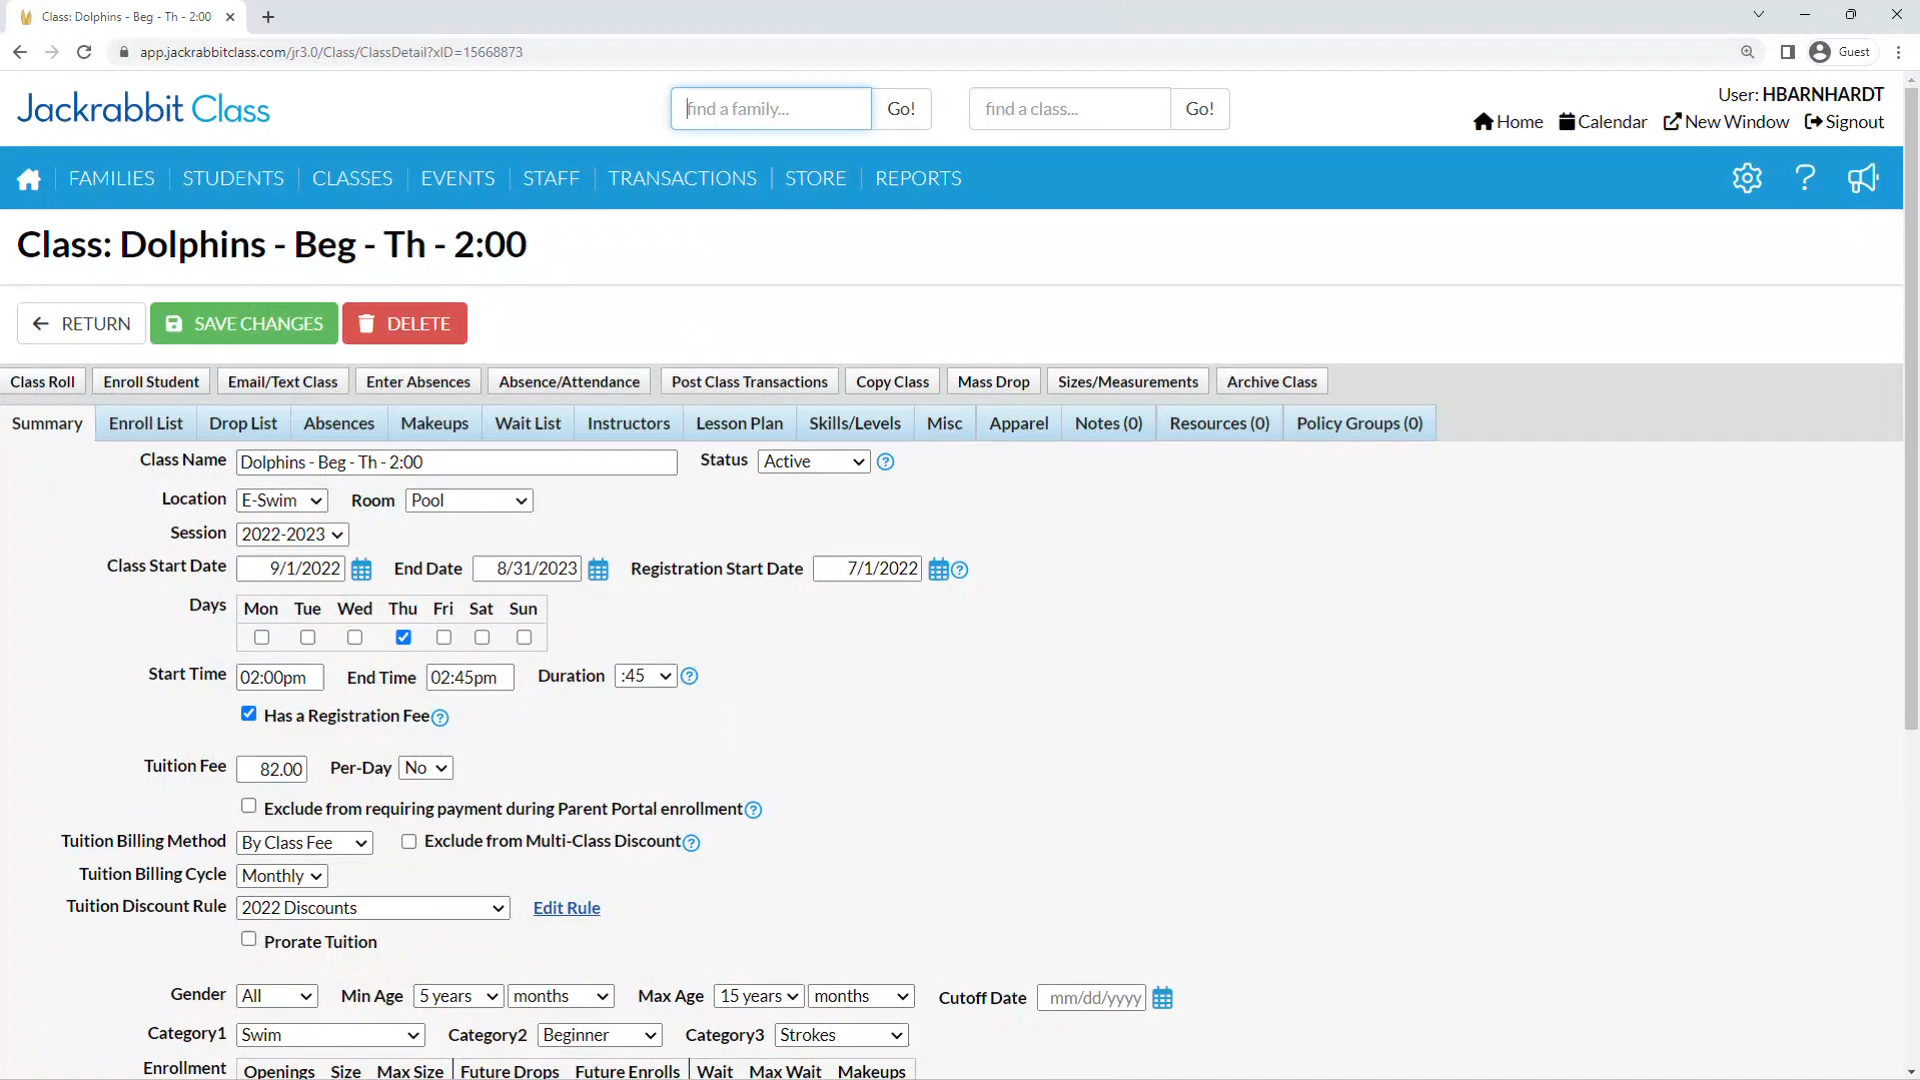 Class: Dolphins - Beg - Th - 2:00
app.jackrabbitclass.com/jr3.0/Class/ClassDetail?xID=15668873
Guest
Jackrabbit Class
find a family...
Go!
find a class...
Go!
User: HBARNHARDT
Home
Calendar
New Window
Signout
FAMILIES
STUDENTS
CLASSES
EVENTS
STAFF
TRANSACTIONS
STORE
REPORTS
Class: Dolphins - Beg - Th - 2:00
RETURN
SAVE CHANGES
DELETE
Class Roll
Enroll Student
Email/Text Class
Enter Absences
Absence/Attendance
Post Class Transactions
Copy Class
Mass Drop
Sizes/Measurements
Archive Class
Summary
Enroll List
Drop List
Absences
Makeups
Wait List
Instructors
Lesson Plan
Skills/Levels
Misc
Apparel
Notes (0)
Resources (0)
Policy Groups (0)
Class Name Dolphins - Beg - Th - 2:00 Status Active ?
Location E-Swim Room Pool
Session 2022-2023
Class Start Date 9/1/2022 End Date 8/31/2023 Registration Start Date 7/1/2022 ?
Days Mon Tue Wed Thu Fri Sat Sun
Start Time 02:00pm End Time 02:45pm Duration :45 ?
Has a Registration Fee ?
Tuition Fee 82.00 Per-Day No
Exclude from requiring payment during Parent Portal enrollment ?
Tuition Billing Method By Class Fee Exclude from Multi-Class Discount ?
Tuition Billing Cycle Monthly
Tuition Discount Rule 2022 Discounts Edit Rule
Prorate Tuition
Gender All Min Age 5 years months Max Age 15 years months Cutoff Date mm/dd/yyyy
Category1 Swim Category2 Beginner Category3 Strokes
Enrollment Openings Size Max Size Future Drops Future Enrolls Wait Max Wait Makeups